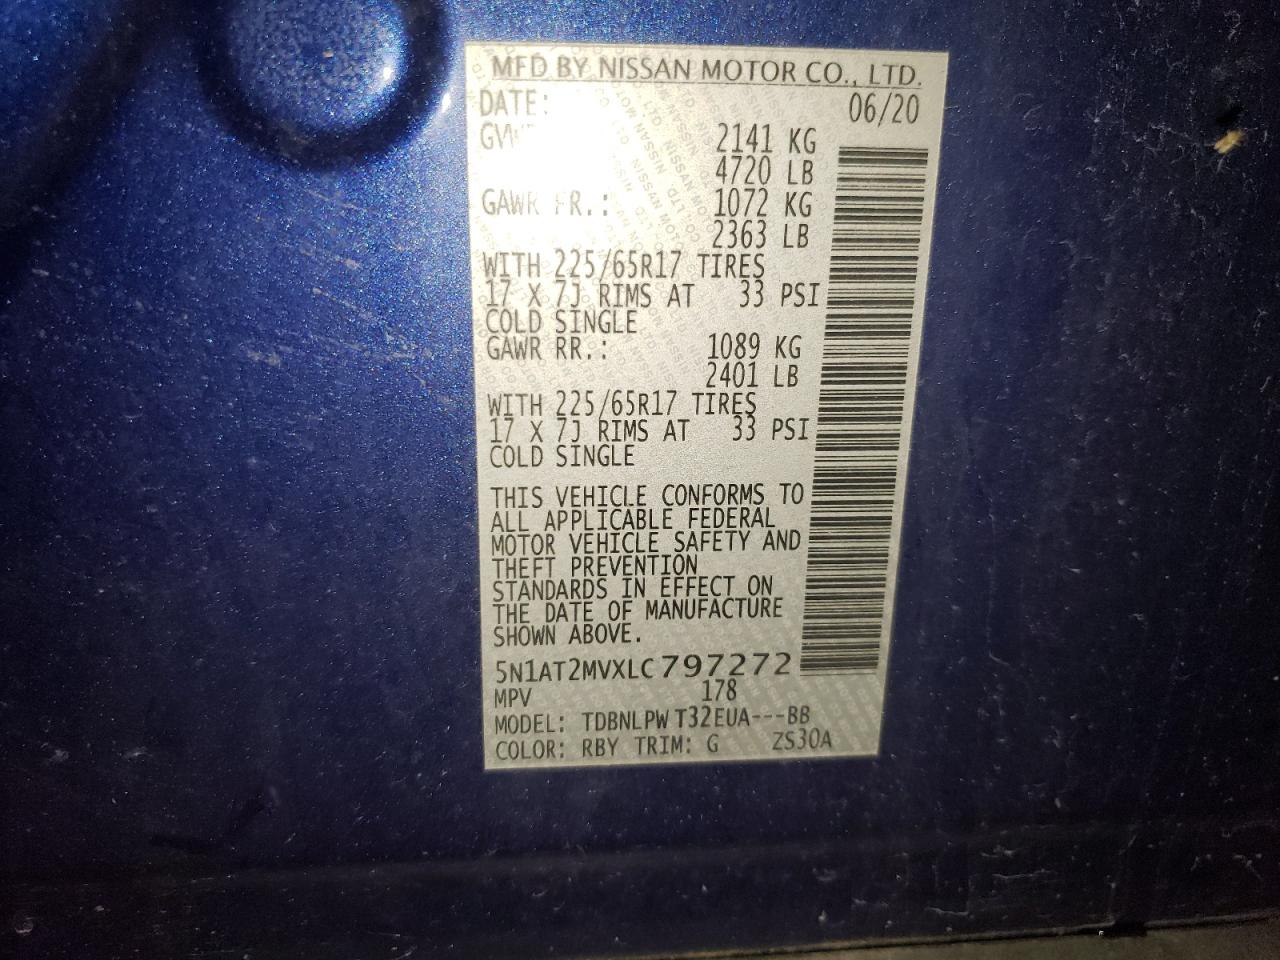 MFD BY NISSAN MOTOR CO., LTD.
DATE: 06/20
2141 KG
4720 LB
GAWR FR.: 1072 KG
2363 LB
WITH 225/65R17 TIRES
17 X 7J RIMS AT 33 PSI
COLD SINGLE
GAWR RR.: 1089 KG
2401 LB
WITH 225/65R17 TIRES
17 X 7J RIMS AT 33 PSI
COLD SINGLE
THIS VEHICLE CONFORMS TO
ALL APPLICABLE FEDERAL
MOTOR VEHICLE SAFETY AND
THEFT PREVENTION
STANDARDS IN EFFECT ON
THE DATE OF MANUFACTURE
SHOWN ABOVE.
5N1AT2MVXLC797272
MPV 178
MODEL: TDBNLPW T32EUA---BB
COLOR: RBY TRIM: G ZS30A